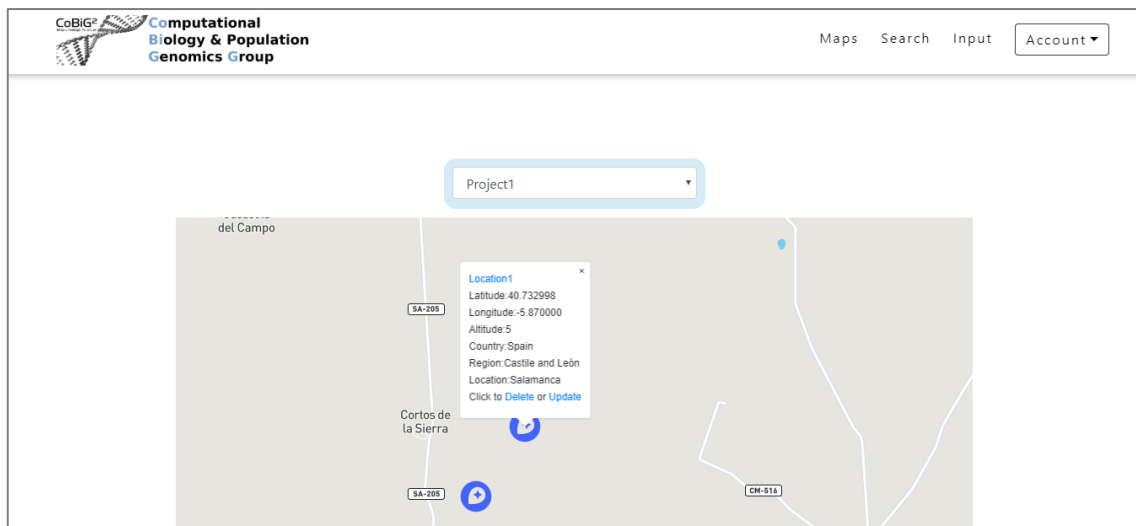 CoBiG²
Computational
Biology & Population
Genomics Group
Maps Search Input Account
Project1
del Campo
Location1 ×
Latitude:40.732998
Longitude:-5.870000
Altitude:5
Country:Spain
Region:Castile and León
Location:Salamanca
Click to Delete or Update
SA-205
Cortos de
la Sierra
SA-205
CM-516